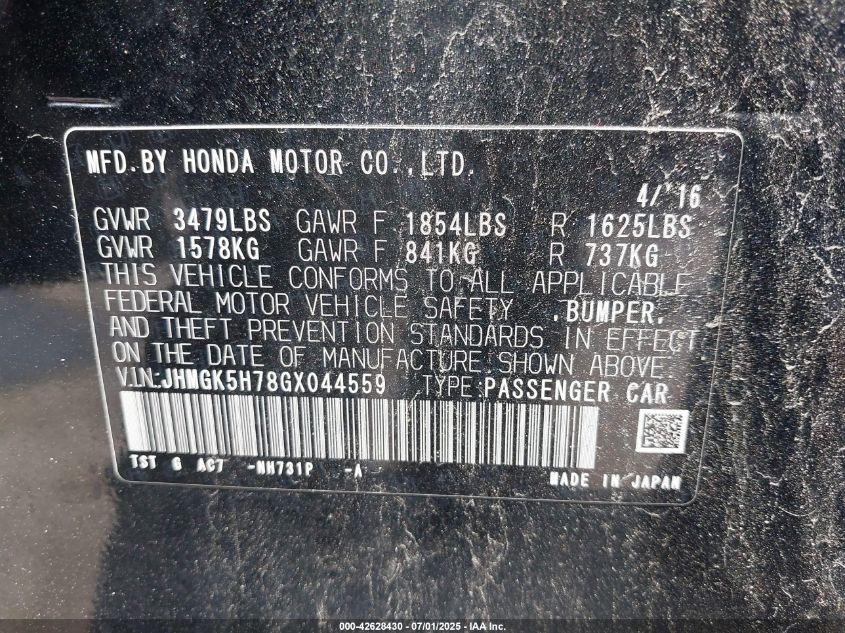 MFD.BY HONDA MOTOR CO.,LTD.
4/'16
GVWR 3479LBS GAWR F 1854LBS R 1625LBS
GVWR 1578KG GAWR F 841KG R 737KG
THIS VEHICLE CONFORMS TO ALL APPLICABLE
FEDERAL MOTOR VEHICLE SAFETY ,BUMPER,
AND THEFT PREVENTION STANDARDS IN EFFECT
ON THE DATE OF MANUFACTURE SHOWN ABOVE.
V.I.N:JHMGK5H78GX044559 TYPE:PASSENGER CAR
TST G AC7 -NH731P -A
MADE IN JAPAN
000-42628430 - 07/01/2025 - IAA, Inc.